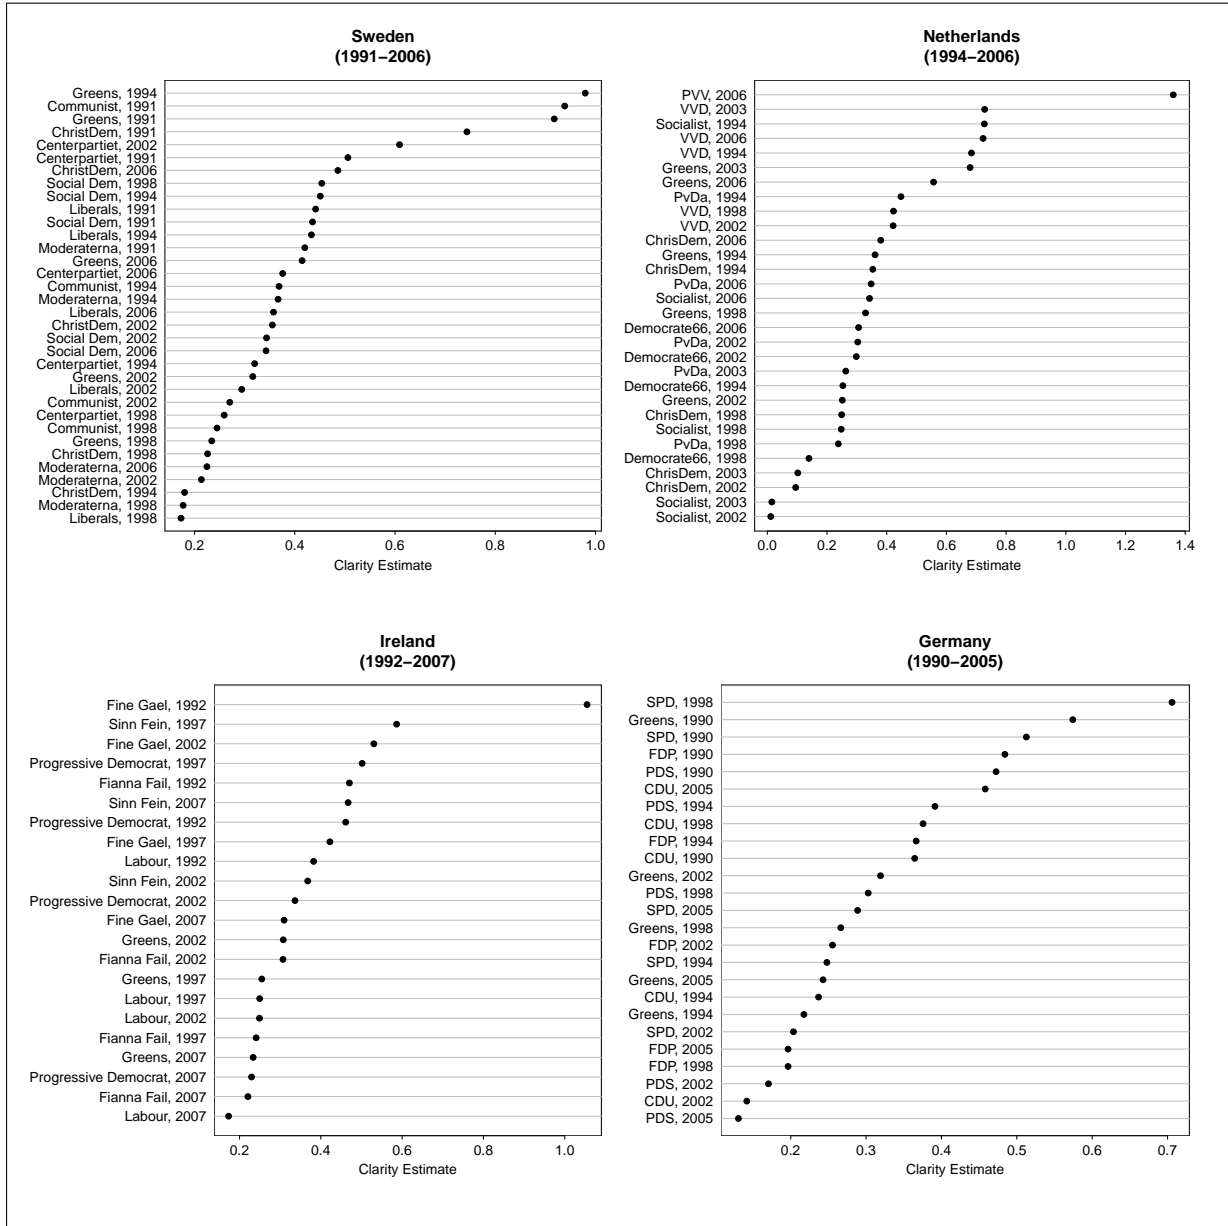 Sweden
(1991–2006)
Greens, 1994
Communist, 1991
Greens, 1991
ChristDem, 1991
Centerpartiet, 2002
Centerpartiet, 1991
ChristDem, 2006
Social Dem, 1998
Social Dem, 1994
Liberals, 1991
Social Dem, 1991
Liberals, 1994
Moderaterna, 1991
Greens, 2006
Centerpartiet, 2006
Communist, 1994
Moderaterna, 1994
Liberals, 2006
ChristDem, 2002
Social Dem, 2002
Social Dem, 2006
Centerpartiet, 1994
Greens, 2002
Liberals, 2002
Communist, 2002
Centerpartiet, 1998
Communist, 1998
Greens, 1998
ChristDem, 1998
Moderaterna, 2006
Moderaterna, 2002
ChristDem, 1994
Moderaterna, 1998
Liberals, 1998
0.2 0.4 0.6 0.8 1.0
Clarity Estimate
Netherlands
(1994–2006)
PVV, 2006
VVD, 2003
Socialist, 1994
VVD, 2006
VVD, 1994
Greens, 2003
Greens, 2006
PvDa, 1994
VVD, 1998
VVD, 2002
ChrisDem, 2006
Greens, 1994
ChrisDem, 1994
PvDa, 2006
Socialist, 2006
Greens, 1998
Democrate66, 2006
PvDa, 2002
Democrate66, 2002
PvDa, 2003
Democrate66, 1994
Greens, 2002
ChrisDem, 1998
Socialist, 1998
PvDa, 1998
Democrate66, 1998
ChrisDem, 2003
ChrisDem, 2002
Socialist, 2003
Socialist, 2002
0.0 0.2 0.4 0.6 0.8 1.0 1.2 1.4
Clarity Estimate
Ireland
(1992–2007)
Fine Gael, 1992
Sinn Fein, 1997
Fine Gael, 2002
Progressive Democrat, 1997
Fianna Fail, 1992
Sinn Fein, 2007
Progressive Democrat, 1992
Fine Gael, 1997
Labour, 1992
Sinn Fein, 2002
Progressive Democrat, 2002
Fine Gael, 2007
Greens, 2002
Fianna Fail, 2002
Greens, 1997
Labour, 1997
Labour, 2002
Fianna Fail, 1997
Greens, 2007
Progressive Democrat, 2007
Fianna Fail, 2007
Labour, 2007
0.2 0.4 0.6 0.8 1.0
Clarity Estimate
Germany
(1990–2005)
SPD, 1998
Greens, 1990
SPD, 1990
FDP, 1990
PDS, 1990
CDU, 2005
PDS, 1994
CDU, 1998
FDP, 1994
CDU, 1990
Greens, 2002
PDS, 1998
SPD, 2005
Greens, 1998
FDP, 2002
SPD, 1994
Greens, 2005
CDU, 1994
Greens, 1994
SPD, 2002
FDP, 2005
FDP, 1998
PDS, 2002
CDU, 2002
PDS, 2005
0.2 0.3 0.4 0.5 0.6 0.7
Clarity Estimate